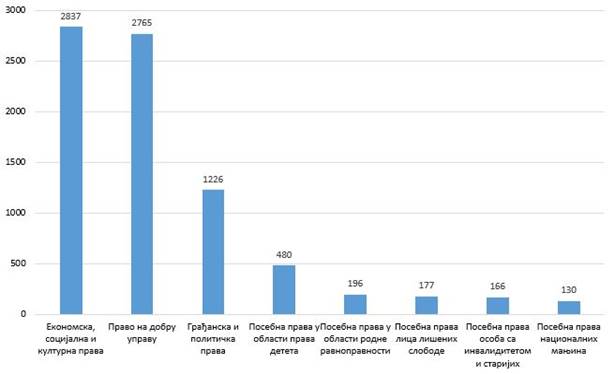 3000
2500
2000
1500
1000
500
0
2837
2765
1226
480
196
177
166
130
Економска,
социјална и
културна права
Право на добру
управу
Грађанска и
политичка
права
Посебна права у
области права
детета
Посебна права у
области родне
равноправности
Посебна права
лица лишених
слободе
Посебна права
особа са
инвалидитетом
и старијих
Посебна права
националних
мањина